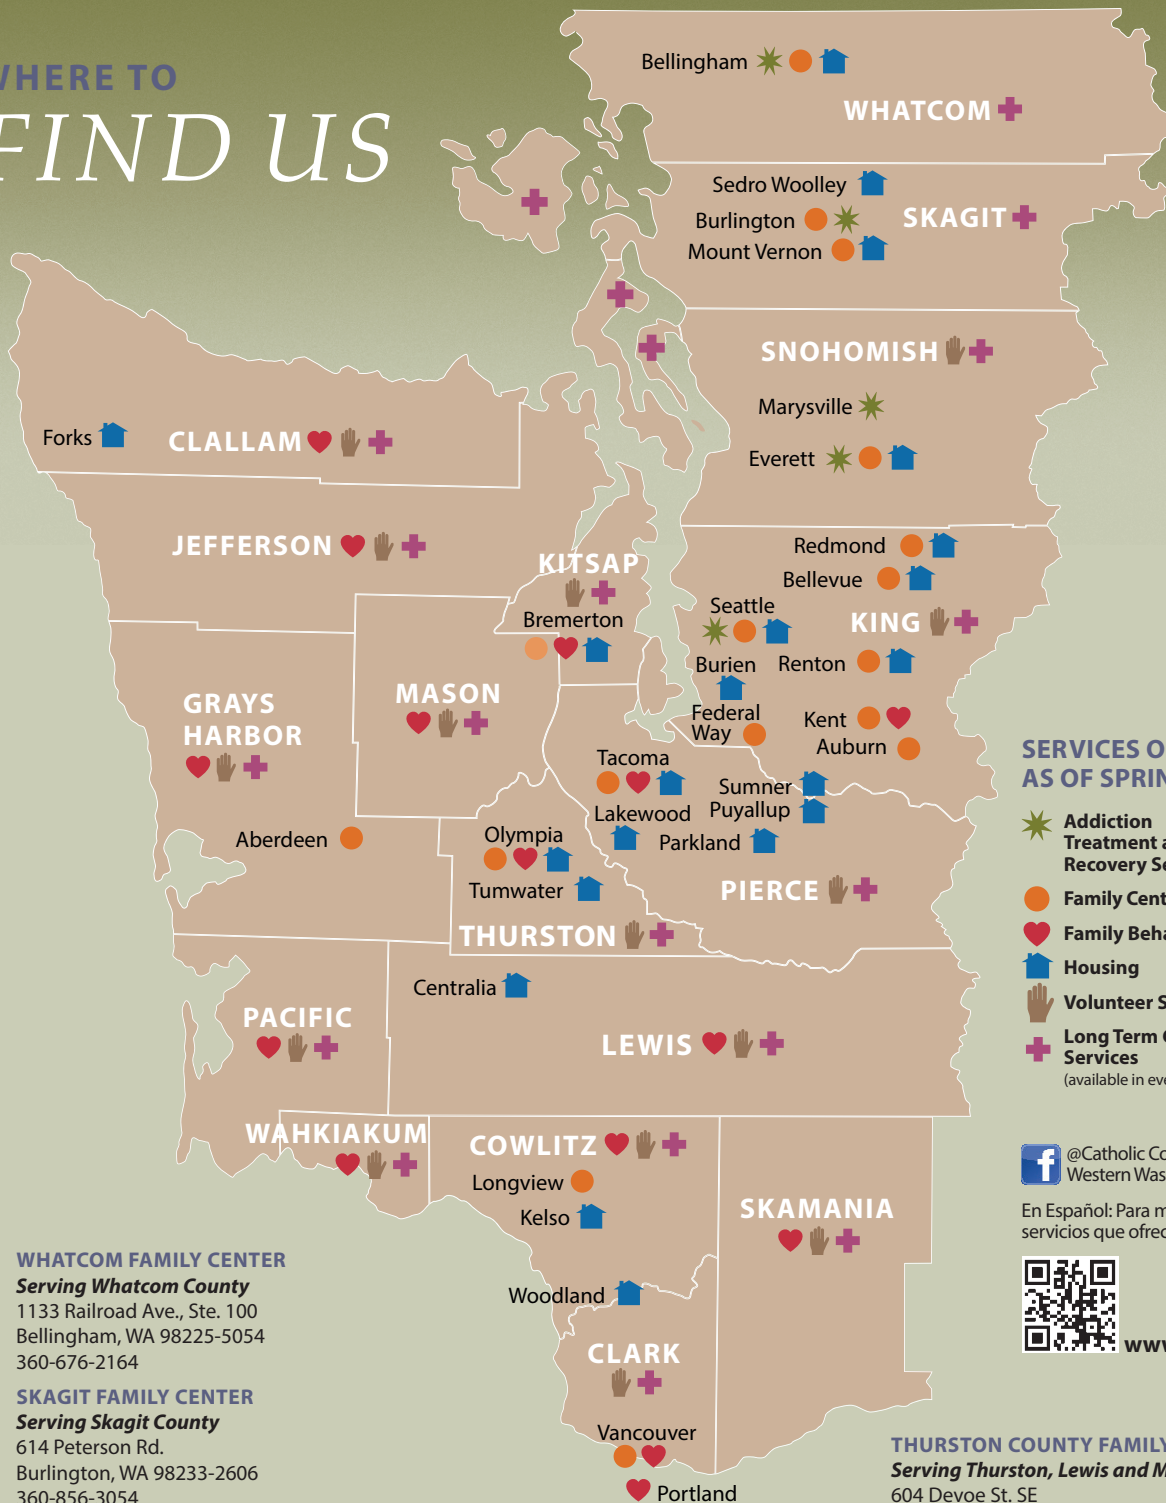 WHERE TO
FIND US
Bellingham
WHATCOM
Sedro Woolley
Burlington
SKAGIT
Mount Vernon
SNOHOMISH
Marysville
Everett
Forks
CLALLAM
JEFFERSON
KITSAP
Bremerton
Redmond
Bellevue
Seattle
KING
Burien
Renton
Federal
Way
Kent
Auburn
GRAYS
HARBOR
MASON
Aberdeen
Tacoma
Sumner
Puyallup
Lakewood
Parkland
Olympia
Tumwater
PIERCE
THURSTON
Centralia
PACIFIC
LEWIS
WAHKIAKUM
COWLITZ
Longview
Kelso
SKAMANIA
Woodland
CLARK
Vancouver
Portland
SERVICES O
AS OF SPRIN
Addiction
Treatment a
Recovery Se
Family Cent
Family Beha
Housing
Volunteer S
Long Term
Services
(available in eve
f
@Catholic Co
Western Was
En Español: Para m
servicios que ofrec
www
WHATCOM FAMILY CENTER
Serving Whatcom County
1133 Railroad Ave., Ste. 100
Bellingham, WA 98225-5054
360-676-2164
SKAGIT FAMILY CENTER
Serving Skagit County
614 Peterson Rd.
Burlington, WA 98233-2606
360-856-3054
THURSTON COUNTY FAMILY
Serving Thurston, Lewis and M
604 Devoe St. SE